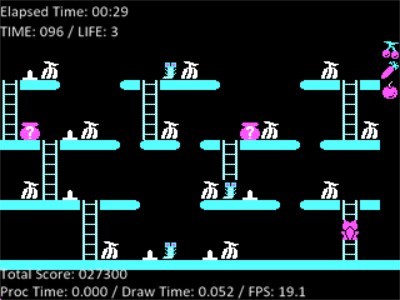 Elapsed Time: 00:29
TIME: 096 / LIFE: 3
?
?
Total Score: 027300
Proc Time: 0.000 / Draw Time: 0.052 / FPS: 19.1